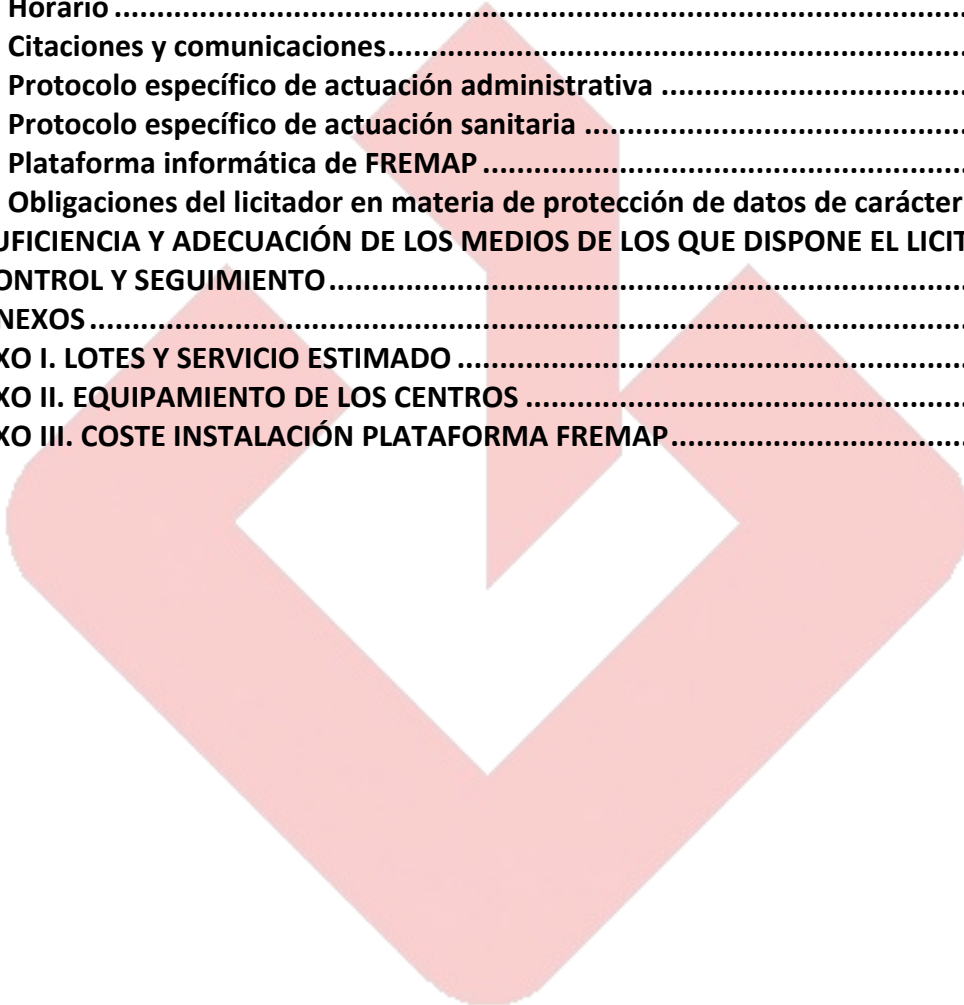 Horario ................................................................................................
Citaciones y comunicaciones................................................................
Protocolo específico de actuación administrativa ................................
Protocolo específico de actuación sanitaria ..........................................
Plataforma informática de FREMAP ......................................................
Obligaciones del licitador en materia de protección de datos de carácter
UFICIENCIA Y ADECUACIÓN DE LOS MEDIOS DE LOS QUE DISPONE EL LICIT
ONTROL Y SEGUIMIENTO........................................................................
NEXOS ....................................................................................................
XO I. LOTES Y SERVICIO ESTIMADO ........................................................
XO II. EQUIPAMIENTO DE LOS CENTROS ................................................
XO III. COSTE INSTALACIÓN PLATAFORMA FREMAP................................